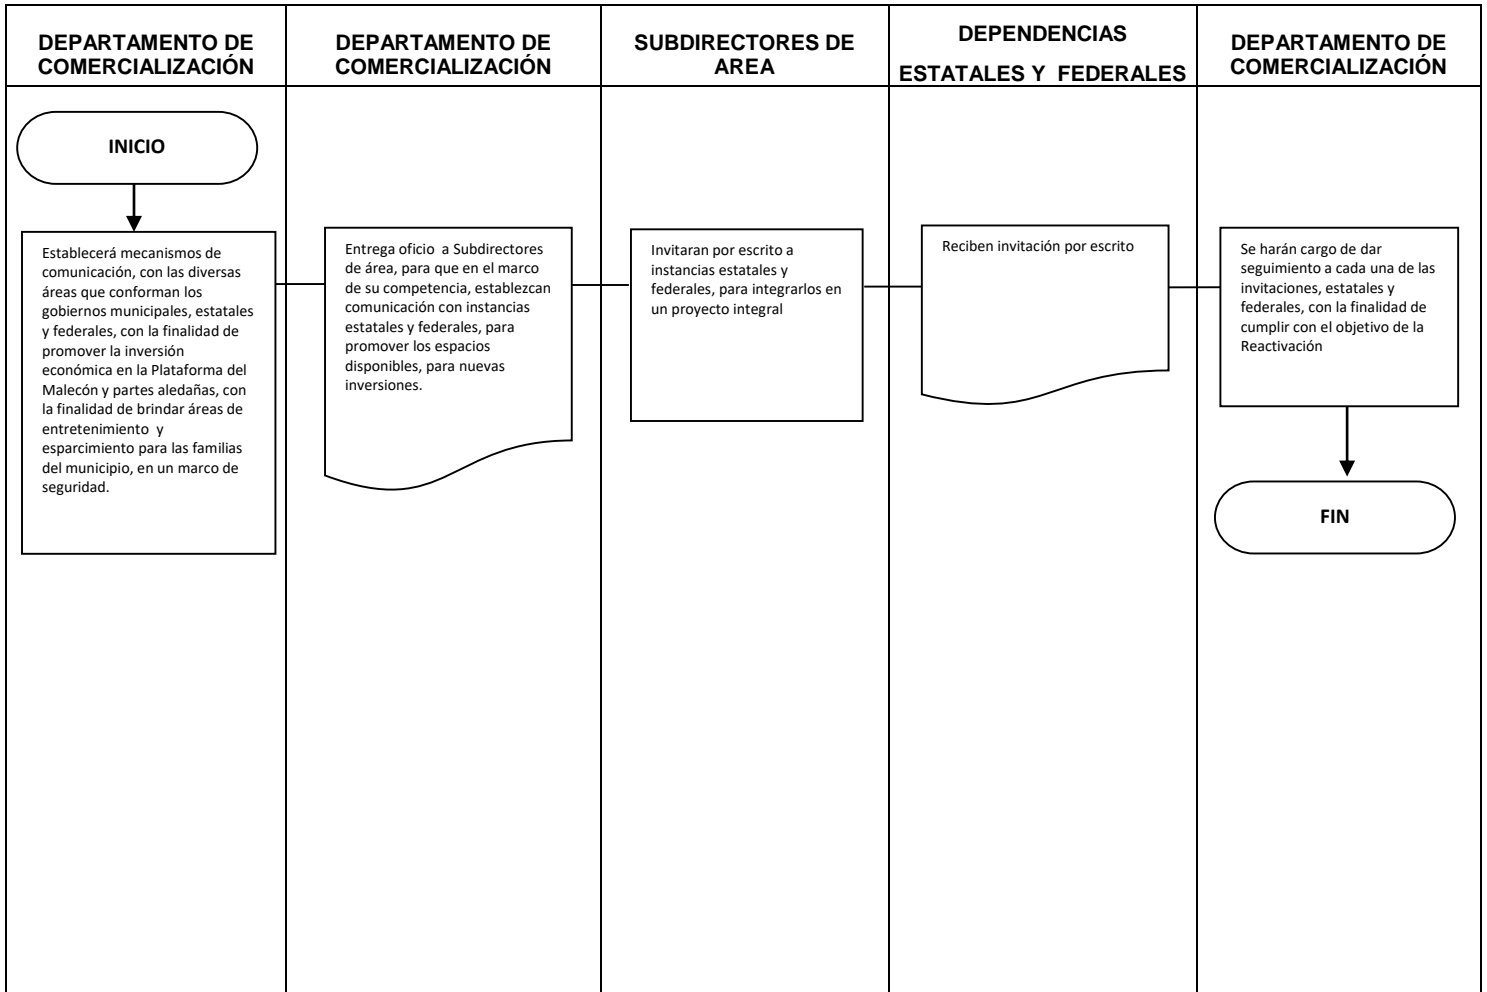 DEPARTAMENTO DE
COMERCIALIZACIÓN
DEPARTAMENTO DE
COMERCIALIZACIÓN
SUBDIRECTORES DE
AREA
DEPENDENCIAS
ESTATALES Y FEDERALES
DEPARTAMENTO DE
COMERCIALIZACIÓN
INICIO
Establecerá mecanismos de
comunicación, con las diversas
áreas que conforman los
gobiernos municipales, estatales
y federales, con la finalidad de
promover la inversión
económica en la Plataforma del
Malecón y partes aledañas, con
la finalidad de brindar áreas de
entretenimiento y
esparcimiento para las familias
del municipio, en un marco de
seguridad.
Entrega oficio a Subdirectores
de área, para que en el marco
de su competencia, establezcan
comunicación con instancias
estatales y federales, para
promover los espacios
disponibles, para nuevas
inversiones.
Invitaran por escrito a
instancias estatales y
federales, para integrarlos en
un proyecto integral
Reciben invitación por escrito
Se harán cargo de dar
seguimiento a cada una de las
invitaciones, estatales y
federales, con la finalidad de
cumplir con el objetivo de la
Reactivación
FIN